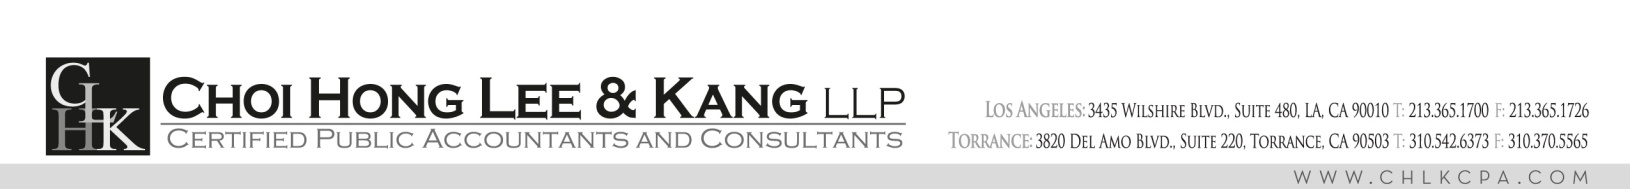 CLHK
CHOI HONG LEE & KANG LLP
CERTIFIED PUBLIC ACCOUNTANTS AND CONSULTANTS
LOS ANGELES: 3435 WILSHIRE BLVD., SUITE 480, LA, CA 90010 T: 213.365.1700 F: 213.365.1726
TORRANCE: 3820 DEL AMO BLVD., SUITE 220, TORRANCE, CA 90503 T: 310.542.6373 F: 310.370.5565
WWW.CHLKCPA.COM